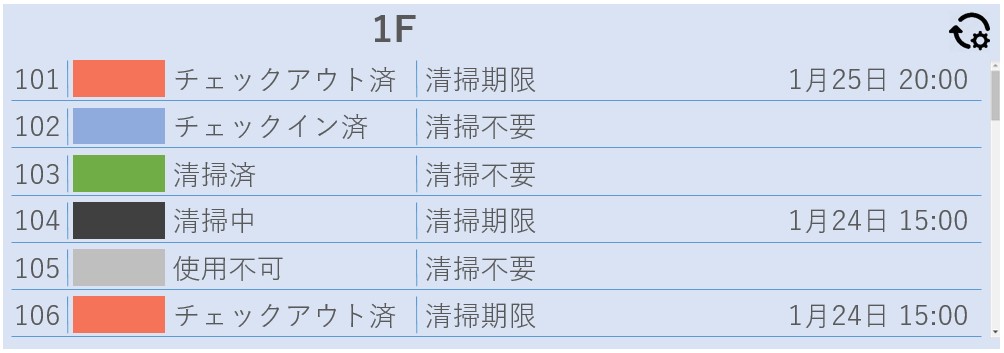 1F
101 チェックアウト済 清掃期限 1月25日 20:00
102 チェックイン済 清掃不要
103 清掃済 清掃不要
104 清掃中 清掃期限 1月24日 15:00
105 使用不可 清掃不要
106 チェックアウト済 清掃期限 1月24日 15:00